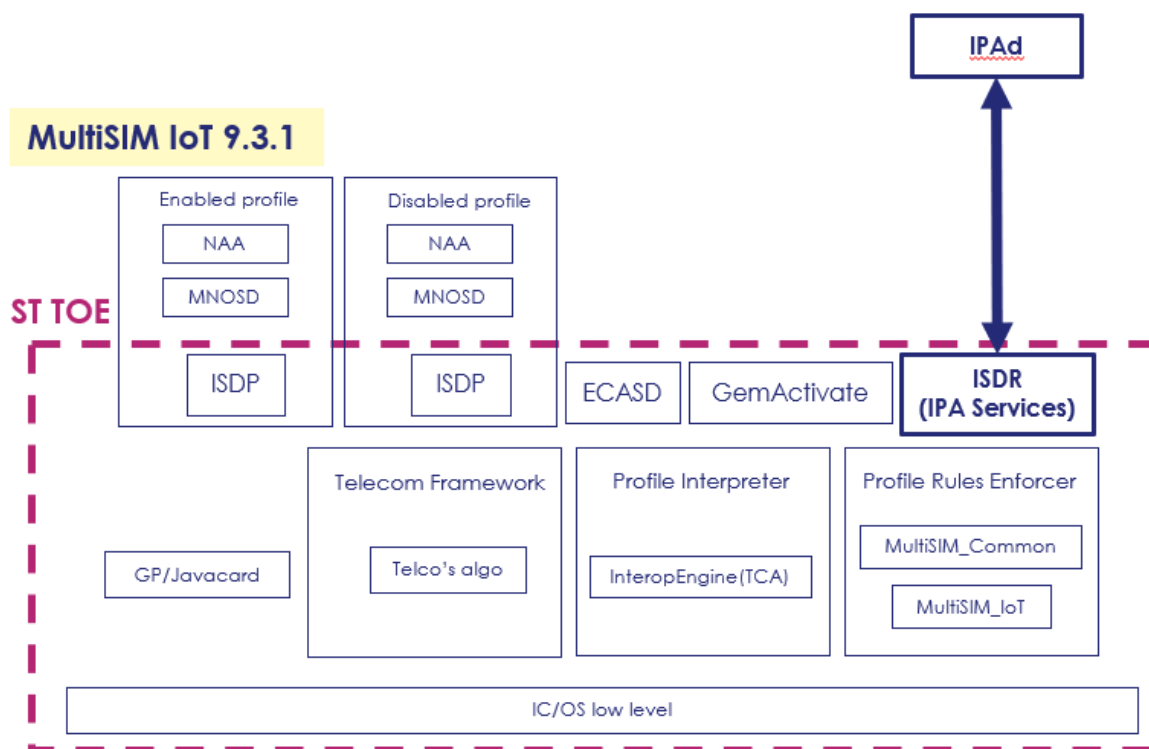 IPAd
MultiSIM IoT 9.3.1
Enabled profile
Disabled profile
NAA
NAA
MNOSD
MNOSD
ST TOE
ISDP
ISDP
ECASD
GemActivate
ISDR
(IPA Services)
Telecom Framework
Profile Interpreter
Profile Rules Enforcer
MultiSIM_Common
GP/Javacard
Telco's algo
InteropEngine(TCA)
MultiSIM_IoT
IC/OS low level